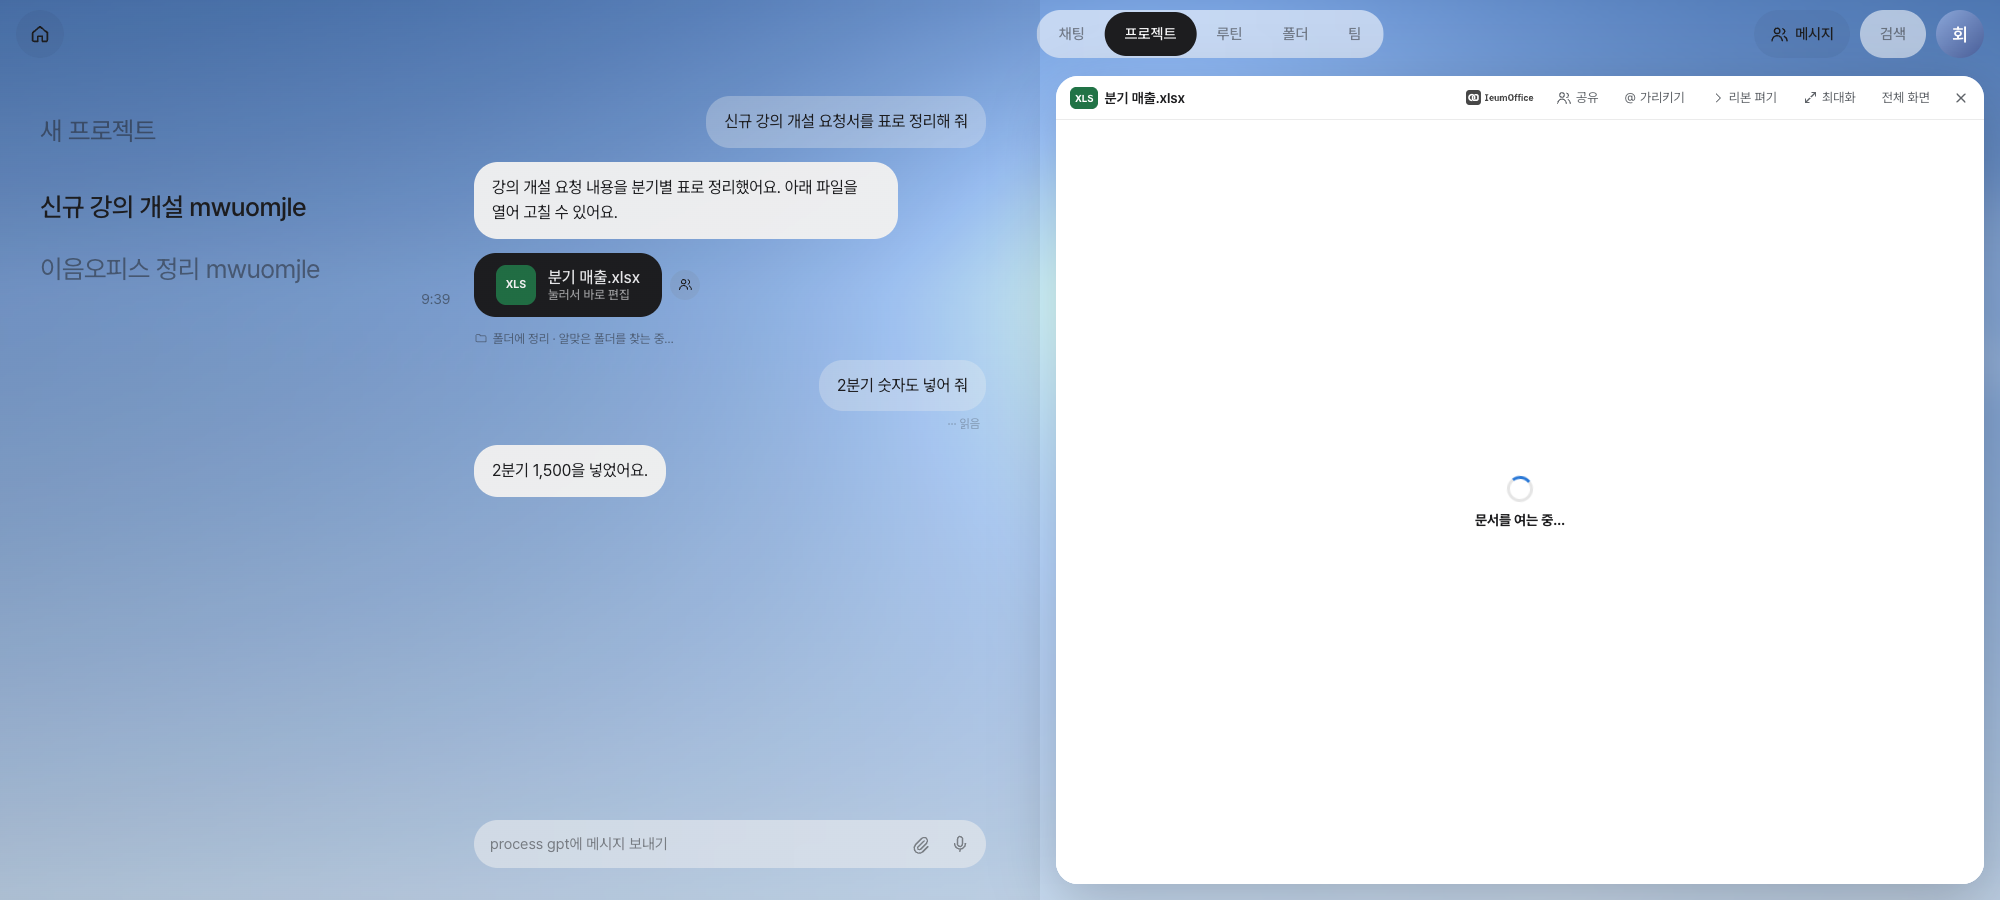 채팅
프로젝트
루틴
폴더
팀
메시지
검색
회
새 프로젝트
신규 강의 개설 mwuomjle
이음오피스 정리 mwuomjle
신규 강의 개설 요청서를 표로 정리해 줘
강의 개설 요청 내용을 분기별 표로 정리했어요. 아래 파일을
열어 고칠 수 있어요.
9:39
XLS
분기 매출.xlsx
눌러서 바로 편집
폴더에 정리 · 알맞은 폴더를 찾는 중...
2분기 숫자도 넣어 줘
— 읽음
2분기 1,500을 넣었어요.
process gpt에 메시지 보내기
XLS 분기 매출.xlsx
IeumOffice
공유
@ 가리키기
리본 펴기
최대화
전체 화면
문서를 여는 중...